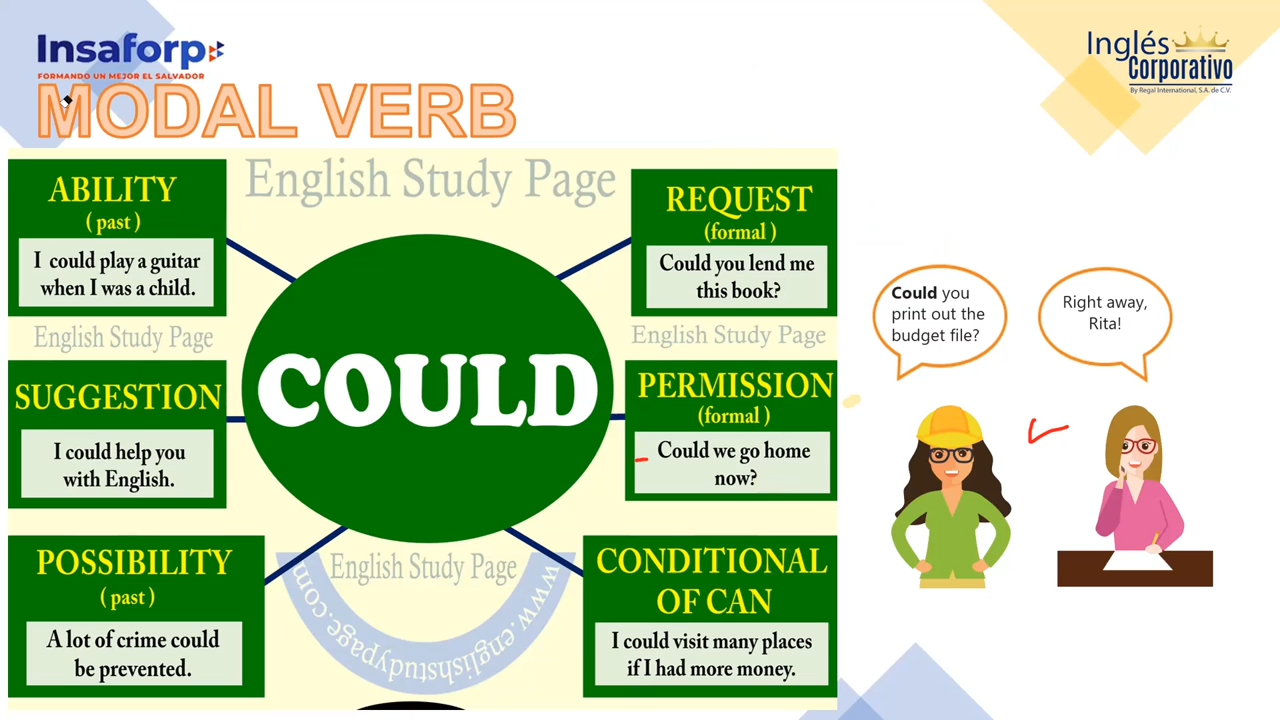 Insaforp
FORMANDO UN MEJOR EL SALVADOR
MODAL VERB
Inglés
Corporativo
By Regal International, S.A. de C.V.
English Study Page
ABILITY
( past )
I could play a guitar
when I was a child.
English Study Page
SUGGESTION
I could help you
with English.
POSSIBILITY
( past )
A lot of crime could
be prevented.
COULD
REQUEST
(formal )
Could you lend me
this book?
English Study Page
PERMISSION
(formal )
Could we go home
now?
CONDITIONAL
OF CAN
I could visit many places
if I had more money.
English Study Page
www.englishstudypage.com
Could you
print out the
budget file?
Right away,
Rita!